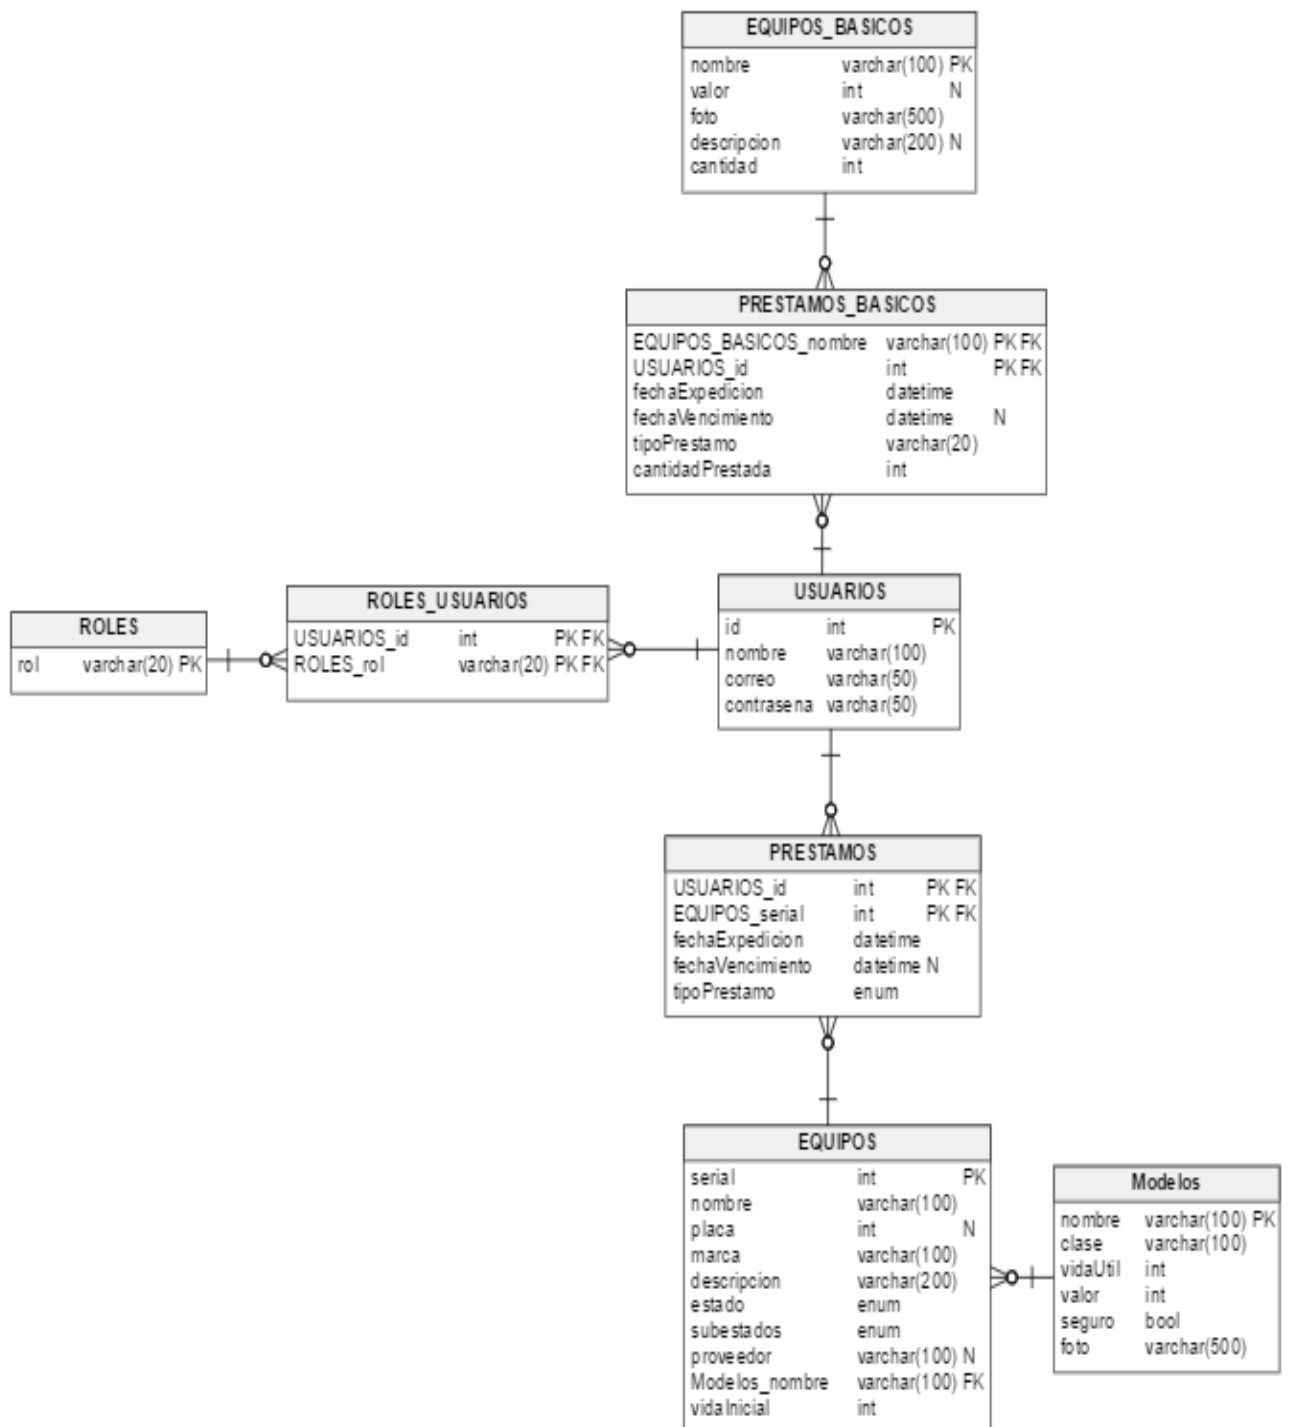 EQUIPOS_BASICOS
nombre varchar(100) PK
valor int N
foto varchar(500)
descripcion varchar(200) N
cantidad int
PRESTAMOS_BASICOS
EQUIPOS_BASICOS_nombre varchar(100) PK FK
USUARIOS_id int PK FK
fechaExpedicion datetime
fechaVencimiento datetime N
tipoPrestamo varchar(20)
cantidadPrestada int
ROLES
rol varchar(20) PK
ROLES_USUARIOS
USUARIOS_id int PK FK
ROLES_rol varchar(20) PK FK
USUARIOS
id int PK
nombre varchar(100)
correo varchar(50)
contrasena varchar(50)
PRESTAMOS
USUARIOS_id int PK FK
EQUIPOS_serial int PK FK
fechaExpedicion datetime
fechaVencimiento datetime N
tipoPrestamo enum
EQUIPOS
serial int PK
nombre varchar(100)
placa int N
marca varchar(100)
descripcion varchar(200)
estado enum
subestados enum
proveedor varchar(100) N
Modelos_nombre varchar(100) FK
vidaInicial int
Modelos
nombre varchar(100) PK
clase varchar(100)
vidaUtil int
valor int
seguro bool
foto varchar(500)